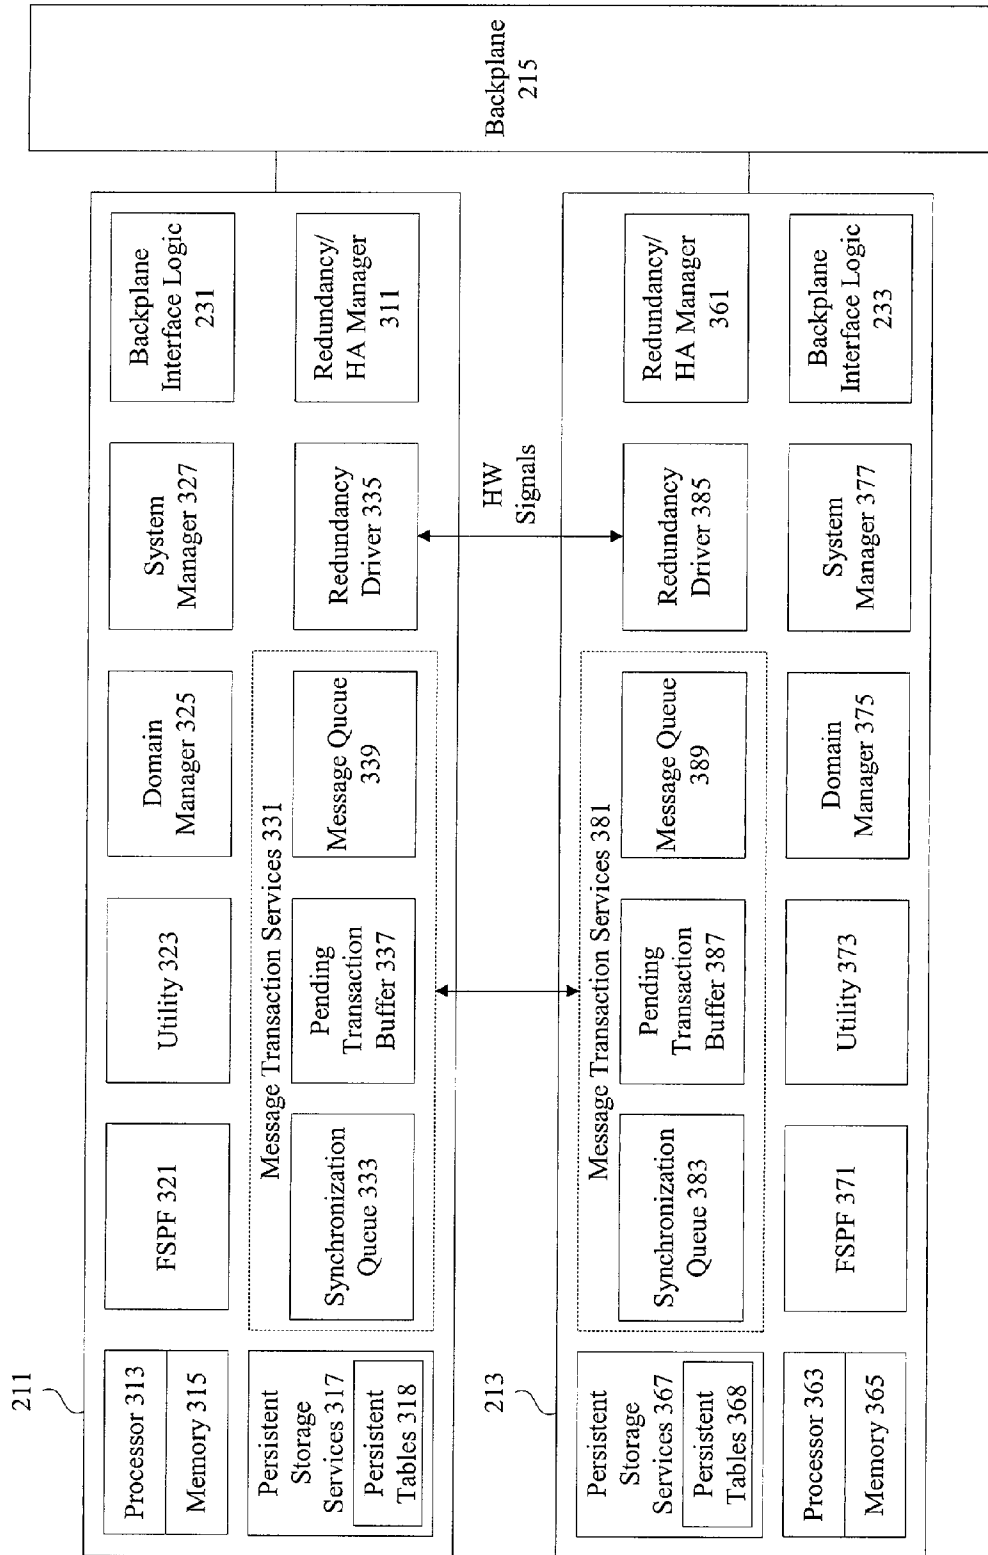 211
Processor 313
Memory 315
FSPF 321
Utility 323
Domain
Manager 325
System
Manager 327
Backplane
Interface Logic
231
Persistent
Storage
Services 317
Persistent
Tables 318
Message Transaction Services 331
Synchronization
Queue 333
Pending
Transaction
Buffer 337
Message Queue
339
Redundancy
Driver 335
Redundancy/
HA Manager
311
HW
Signals
213
Persistent
Storage
Services 367
Persistent
Tables 368
Message Transaction Services 381
Synchronization
Queue 383
Pending
Transaction
Buffer 387
Message Queue
389
Redundancy
Driver 385
Redundancy/
HA Manager
361
Processor 363
Memory 365
FSPF 371
Utility 373
Domain
Manager 375
System
Manager 377
Backplane
Interface Logic
233
Backplane
215